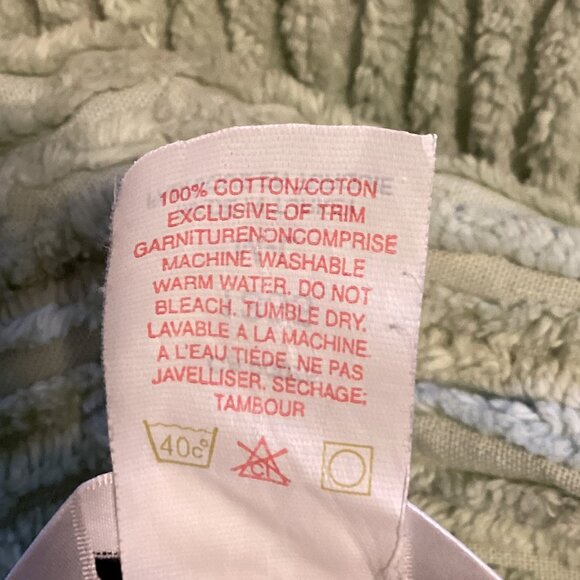 100% COTTON/COTON
EXCLUSIVE OF TRIM
GARNITURENONCOMPRISE
MACHINE WASHABLE
WARM WATER. DO NOT
BLEACH. TUMBLE DRY.
LAVABLE A LA MACHINE.
A L'EAU TIÉDE, NE PAS
JAVELLISER. SÉCHAGE;
TAMBOUR
40c° CL